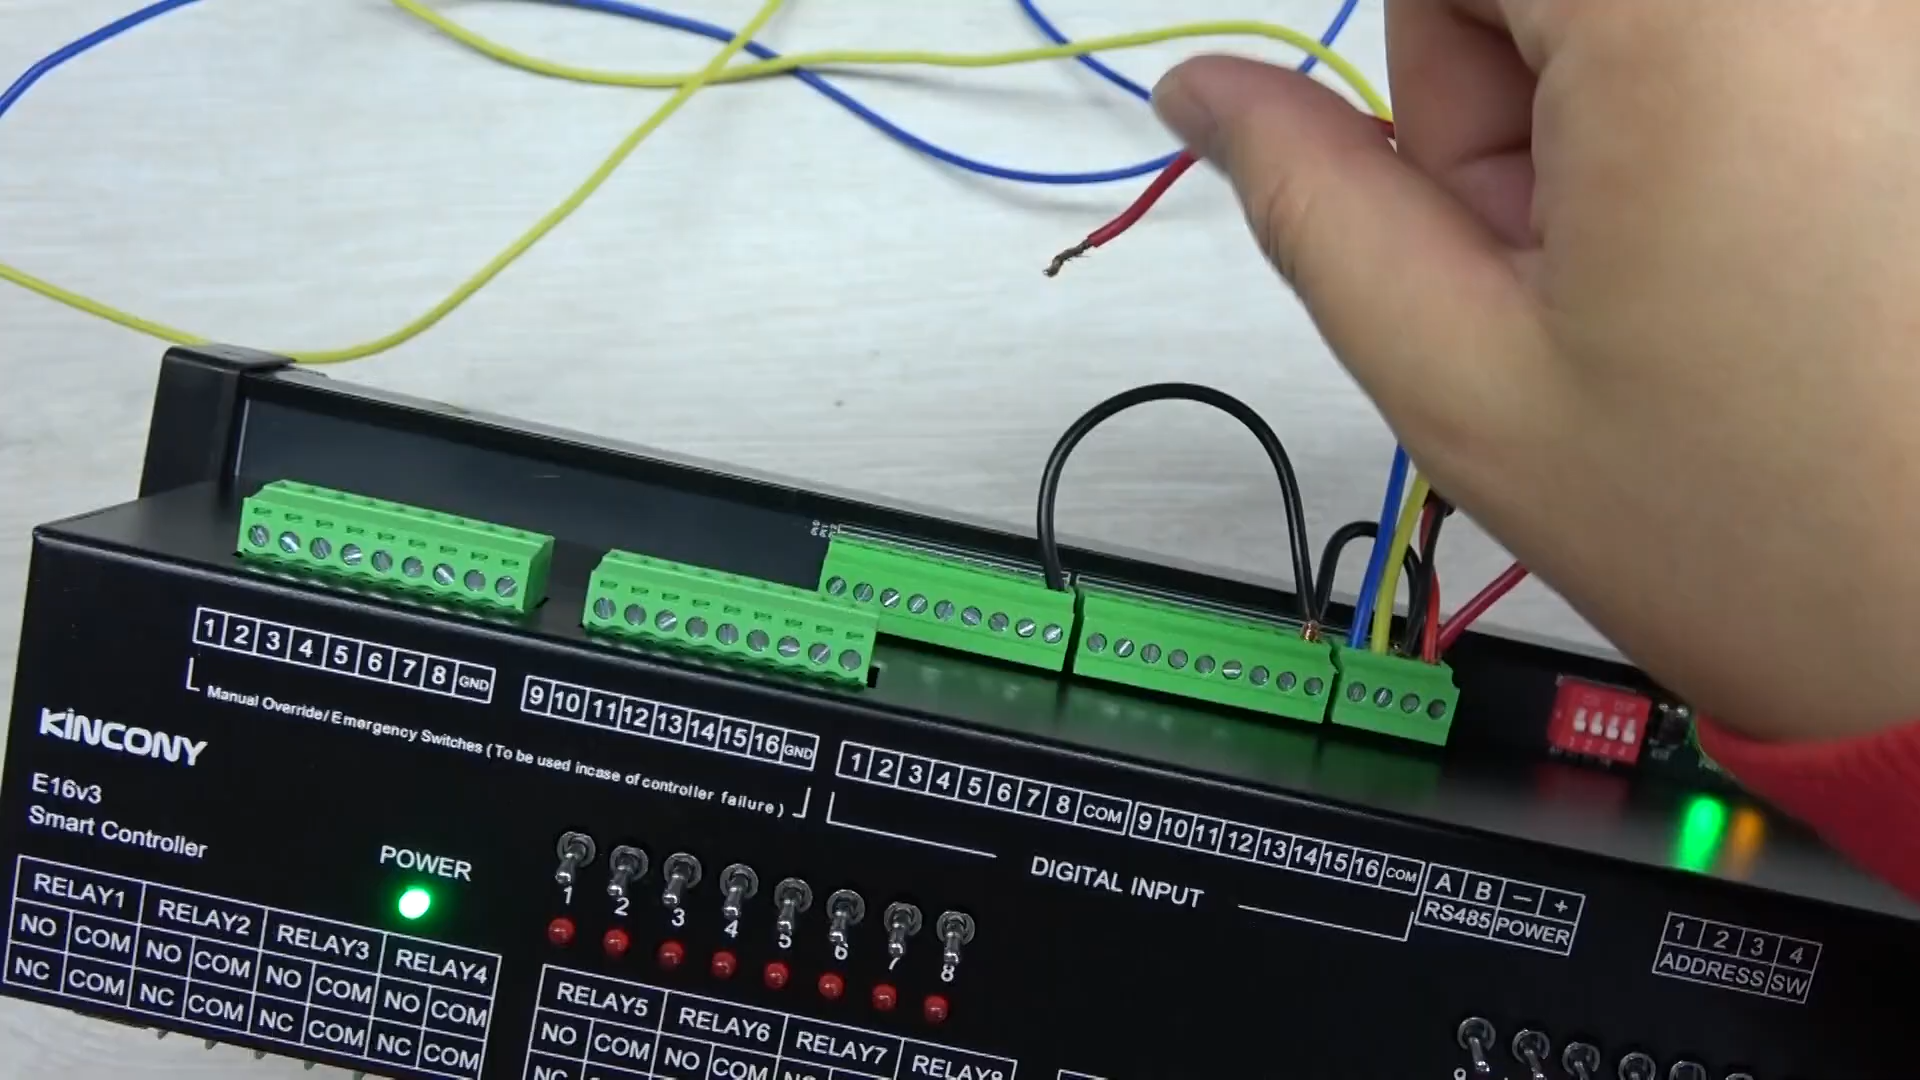 1 2 3 4 5 6 7 8 GND
Manual Override/Emergency Switches (To be used incase of controller failure)
9 10 11 12 13 14 15 16 GND
KINCONY
E16v3
Smart Controller
POWER
1 2 3 4 5 6 7 8 COM 9 10 11 12 13 14 15 16 COM
DIGITAL INPUT
A B — +
RS485 POWER
1 2 3 4
ADDRESS SW
1 2 3 4 5 6 7 8
RELAY1 RELAY2 RELAY3 RELAY4
NO COM NO COM NO COM NO COM
NC COM NC COM NC COM NC COM
RELAY5 RELAY6 RELAY7 RELAY8
NO COM NO COM
NC COM
9